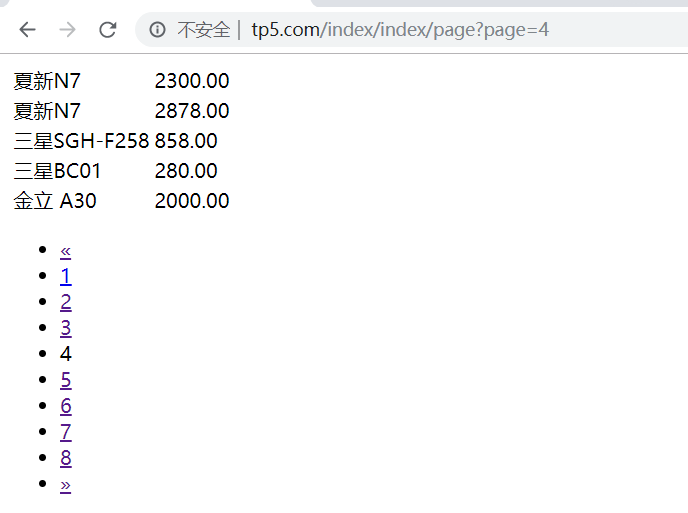 不安全 | tp5.com/index/index/page?page=4
夏新N7 2300.00
夏新N7 2878.00
三星SGH-F258 858.00
三星BC01 280.00
金立 A30 2000.00
• «
• 1
• 2
• 3
• 4
• 5
• 6
• 7
• 8
• »